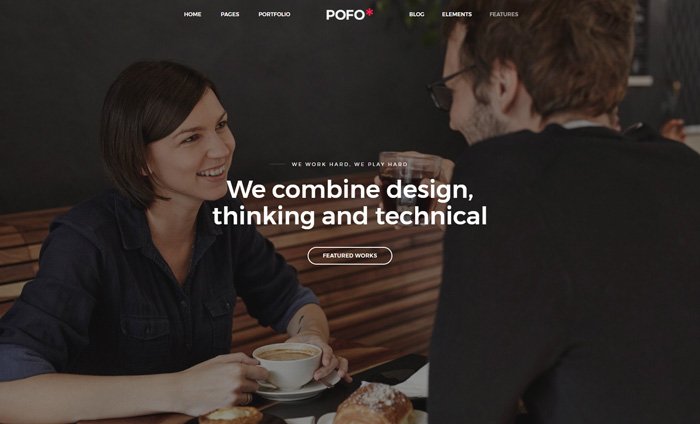 HOME PAGES PORTFOLIO POFO* BLOG ELEMENTS FEATURES
WE WORK HARD, WE PLAY HARD
We combine design,
thinking and technical
FEATURED WORKS